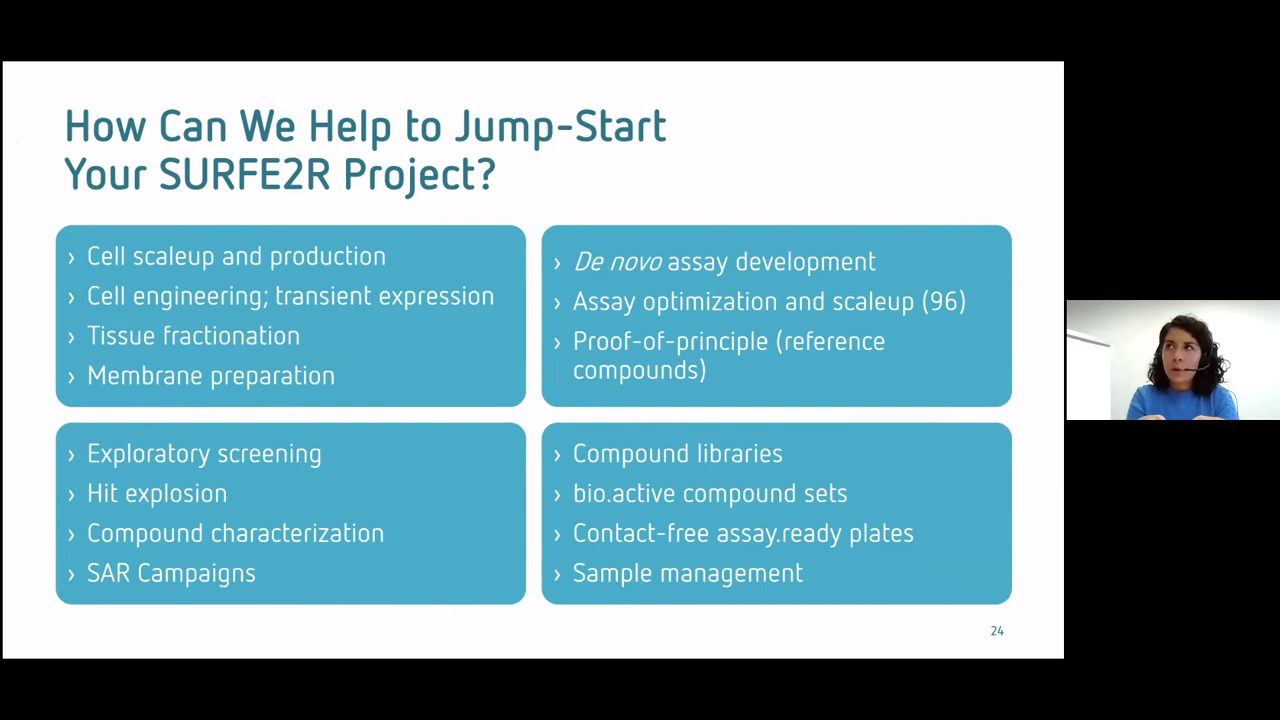 How Can We Help to Jump-Start
Your SURFE2R Project?
› Cell scaleup and production
› Cell engineering; transient expression
› Tissue fractionation
› Membrane preparation
› De novo assay development
› Assay optimization and scaleup (96)
› Proof-of-principle (reference
compounds)
› Exploratory screening
› Hit explosion
› Compound characterization
› SAR Campaigns
› Compound libraries
› bio.active compound sets
› Contact-free assay.ready plates
› Sample management
24